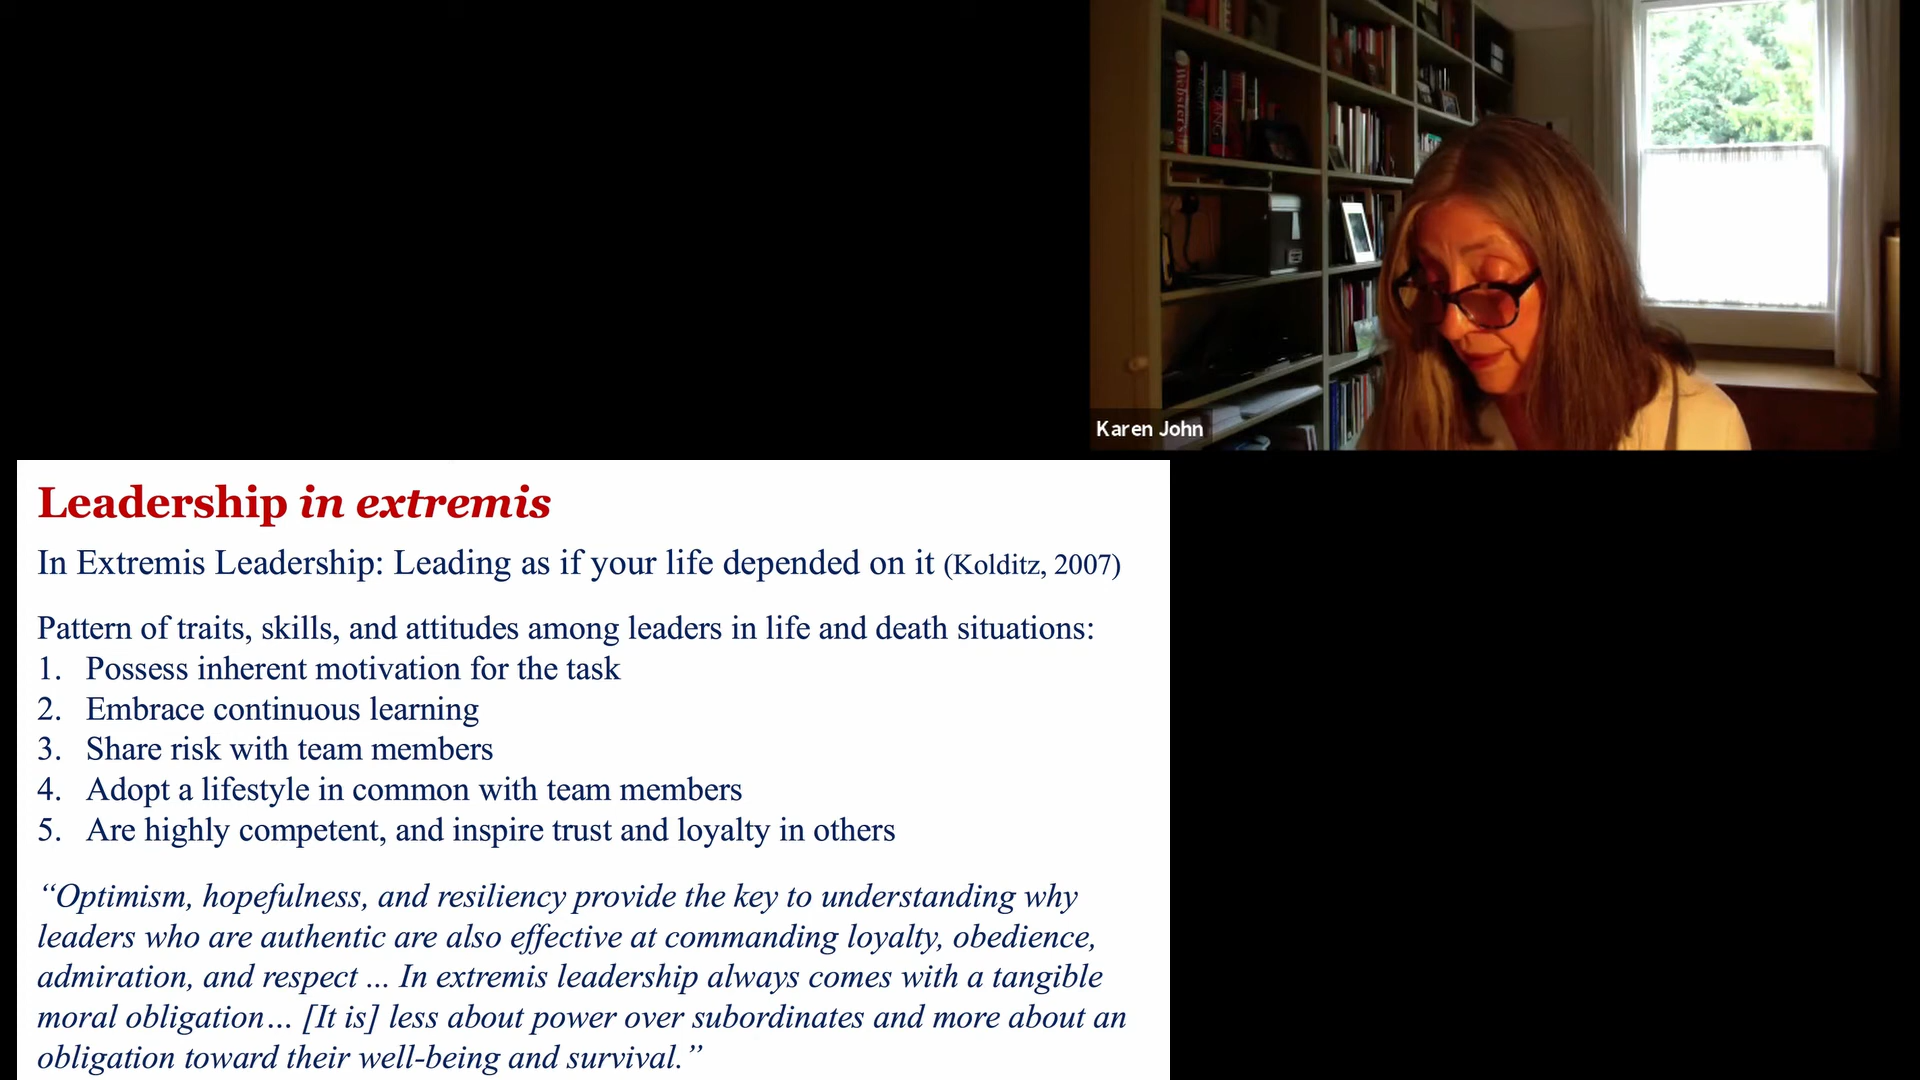 Webster's
SLANG
Karen John
Leadership in extremis
In Extremis Leadership: Leading as if your life depended on it (Kolditz, 2007)
Pattern of traits, skills, and attitudes among leaders in life and death situations:
1. Possess inherent motivation for the task
2. Embrace continuous learning
3. Share risk with team members
4. Adopt a lifestyle in common with team members
5. Are highly competent, and inspire trust and loyalty in others
“Optimism, hopefulness, and resiliency provide the key to understanding why
leaders who are authentic are also effective at commanding loyalty, obedience,
admiration, and respect ... In extremis leadership always comes with a tangible
moral obligation… [It is] less about power over subordinates and more about an
obligation toward their well-being and survival.”